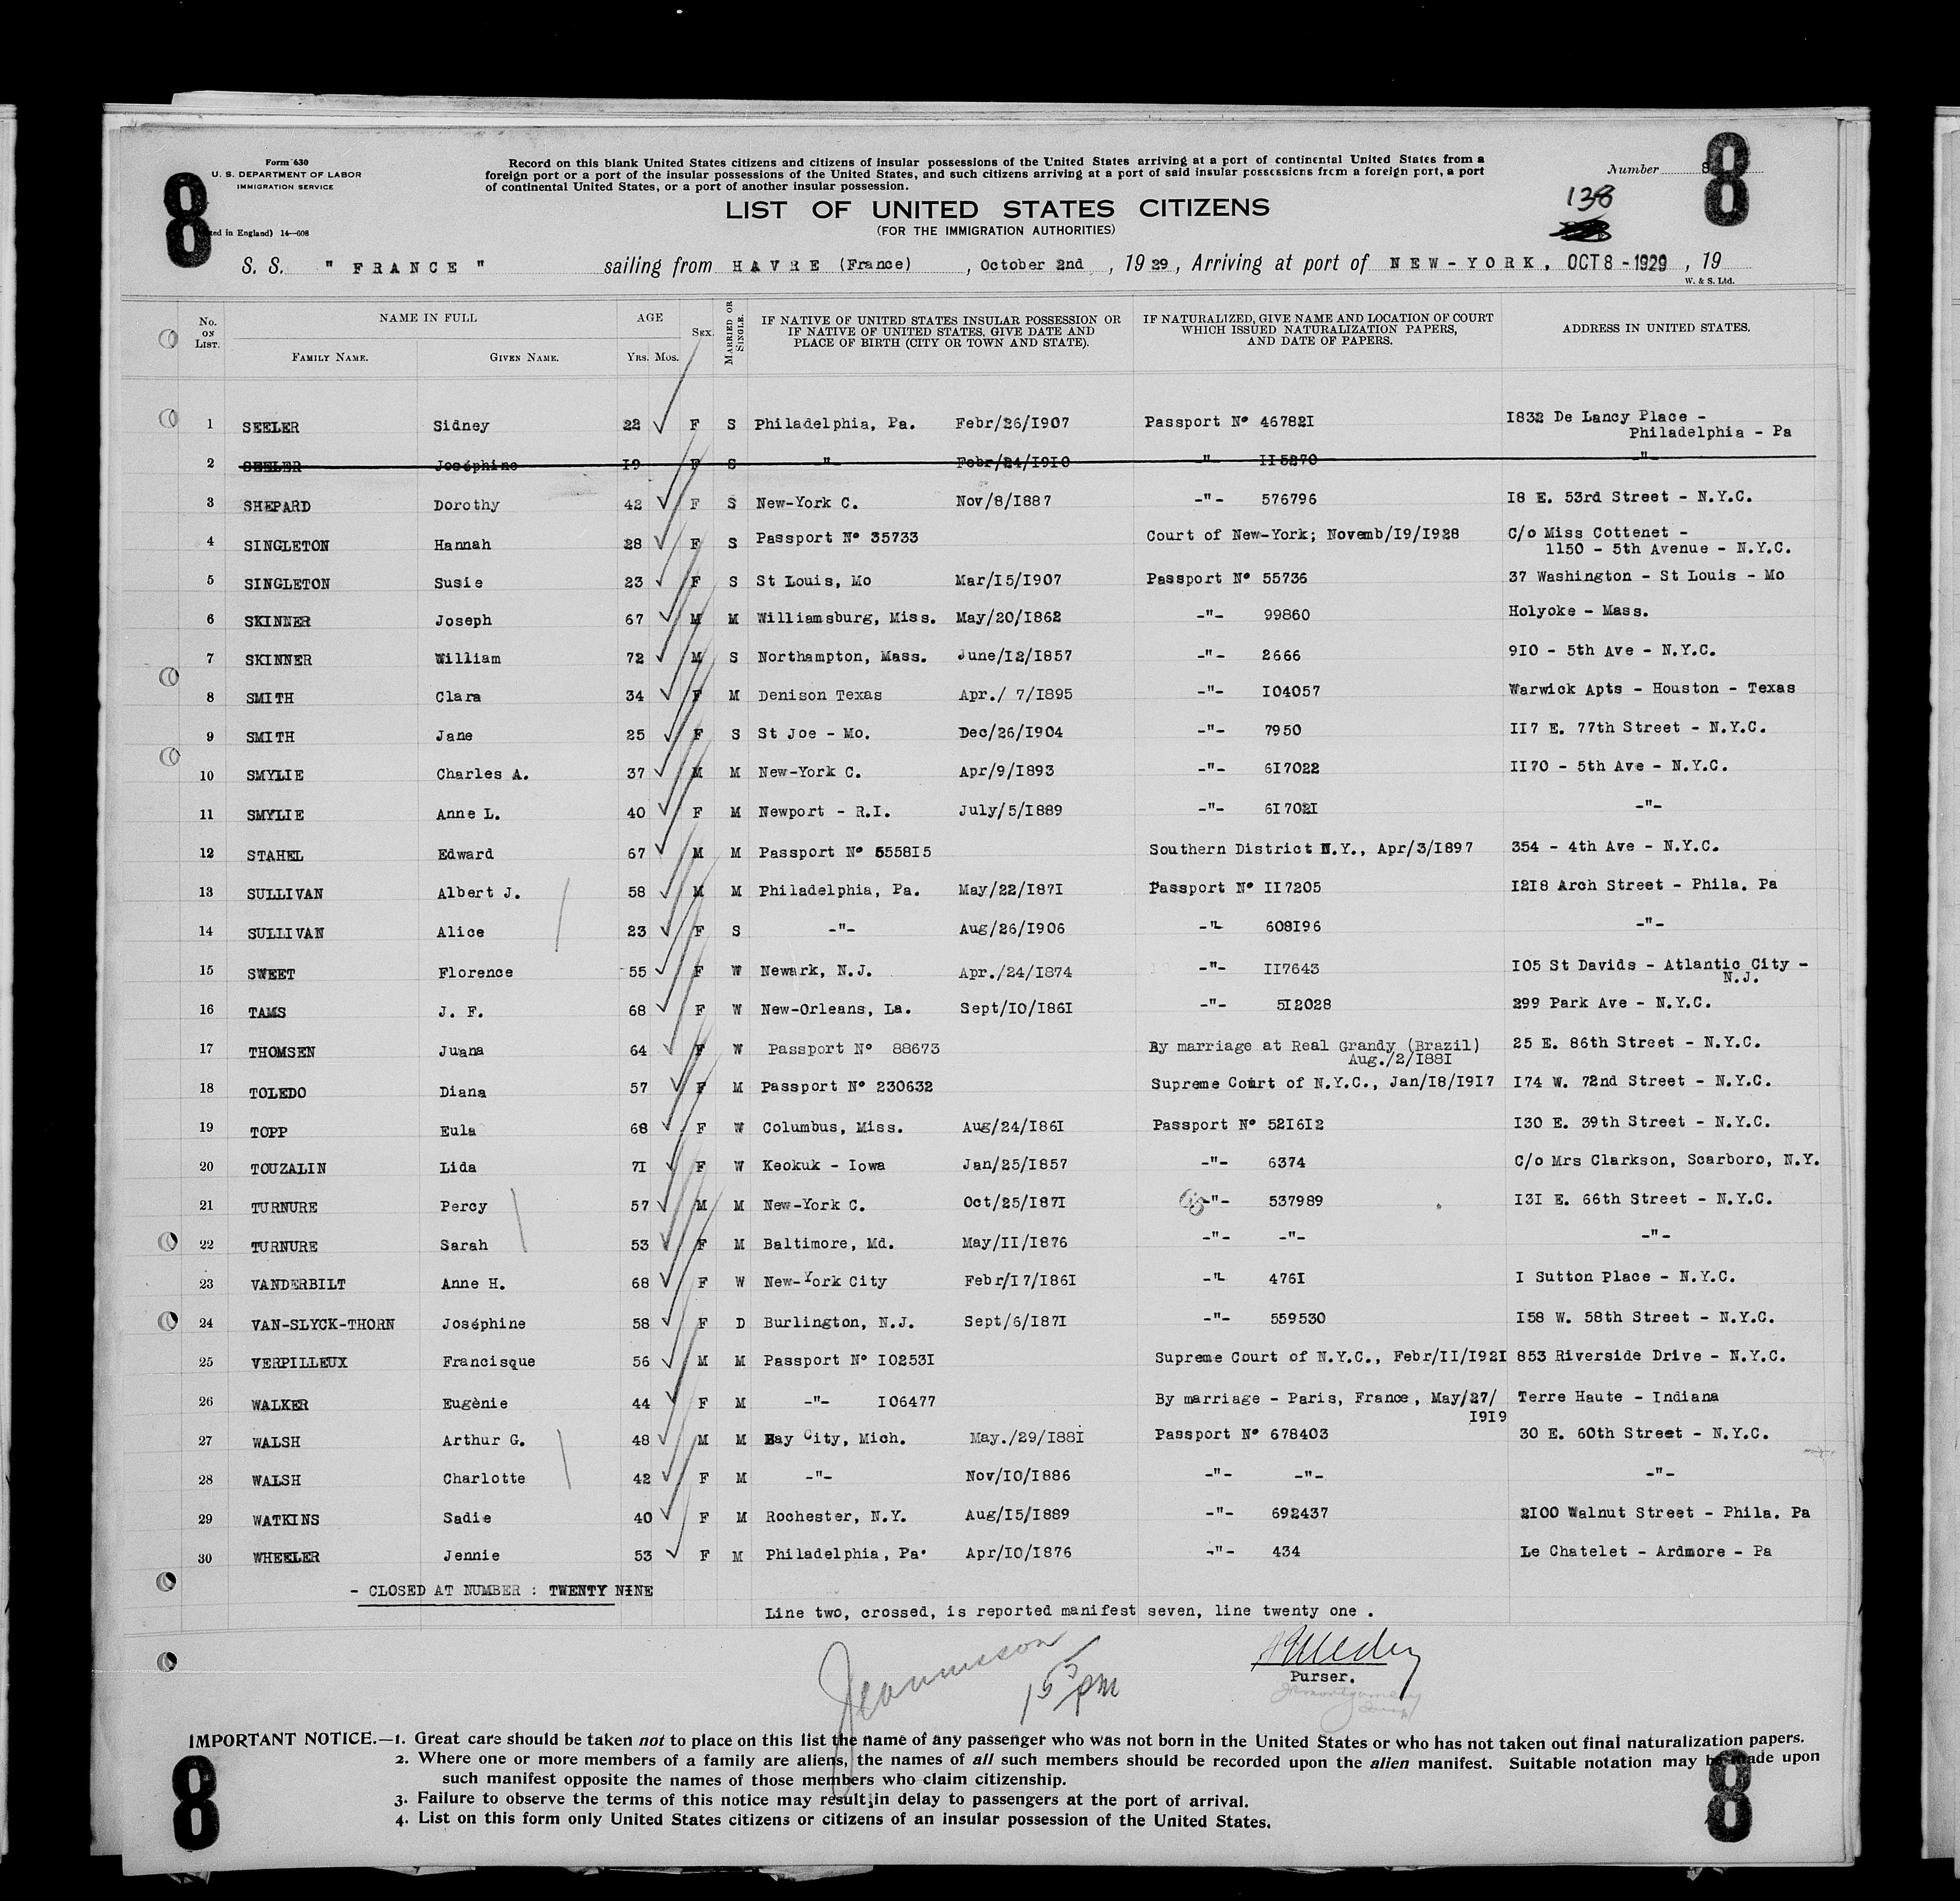 Form 630
U. S. DEPARTMENT OF LABOR
IMMIGRATION SERVICE
8
ted in England) 14—608
Record on this blank United States citizens and citizens of insular possessions of the United States arriving at a port of continental United States from a
foreign port or a port of the insular possessions of the United States, and such citizens arriving at a port of said insular possessions from a foreign port, a port
of continental United States, or a port of another insular possession.
Number 8
8
138
LIST OF UNITED STATES CITIZENS
(FOR THE IMMIGRATION AUTHORITIES)
S. S. " FRANCE " sailing from HAVRE (France) , October 2nd , 1929 , Arriving at port of NEW-YORK. OCT 8 - 1929 , 19
W. & S. Ltd.
No. ON LIST. NAME IN FULL AGE SEX. MARRIED OR SINGLE. IF NATIVE OF UNITED STATES INSULAR POSSESSION OR IF NATIVE OF UNITED STATES, GIVE DATE AND PLACE OF BIRTH (CITY OR TOWN AND STATE). IF NATURALIZED, GIVE NAME AND LOCATION OF COURT WHICH ISSUED NATURALIZATION PAPERS, AND DATE OF PAPERS. ADDRESS IN UNITED STATES.
FAMILY NAME. GIVEN NAME. YRS. MOS.
1 SEELER Sidney 22 F S Philadelphia, Pa. Febr/26/1907 Passport N° 467821 1832 De Lancy Place -
Philadelphia - Pa
2 SEELER Joséphine 19 F S " Febr/24/1910 " 115270 -"-
3 SHEPARD Dorothy 42 F S New-York C. Nov/8/1887 -"- 576796 18 E. 53rd Street - N.Y.C.
4 SINGLETON Hannah 28 F S Passport N° 35733 Court of New-York; Novemb/19/1928 C/o Miss Cottenet -
1150 - 5th Avenue - N.Y.C.
5 SINGLETON Susie 23 F S St Louis, Mo Mar/15/1907 Passport N° 55736 37 Washington - St Louis - Mo
6 SKINNER Joseph 67 M M Williamsburg, Miss. May/20/1862 -"- 99860 Holyoke - Mass.
7 SKINNER William 72 M S Northampton, Mass. June/12/1857 -"- 2666 910 - 5th Ave - N.Y.C.
8 SMITH Clara 34 F M Denison Texas Apr./ 7/1895 -"- 104057 Warwick Apts - Houston - Texas
9 SMITH Jane 25 F S St Joe - Mo. Dec/26/1904 -"- 7950 117 E. 77th Street - N.Y.C.
10 SMYLIE Charles A. 37 M M New-York C. Apr/9/1893 -"- 617022 1170 - 5th Ave - N.Y.C.
11 SMYLIE Anne L. 40 F M Newport - R.I. July/5/1889 -"- 617021 -"-
12 STAHEL Edward 67 M M Passport N° 555815 Southern District N.Y., Apr/3/1897 354 - 4th Ave - N.Y.C.
13 SULLIVAN Albert J. 58 M M Philadelphia, Pa. May/22/1871 Passport N° 117205 1218 Arch Street - Phila. Pa
14 SULLIVAN Alice 23 F S -"- Aug/26/1906 -"- 608196 -"-
15 SWEET Florence 55 F W Newark, N.J. Apr./24/1874 -"- 117643 105 St Davids - Atlantic City -
N.J.
16 TAMS J. F. 68 F W New-Orleans, La. Sept/10/1861 -"- 512028 299 Park Ave - N.Y.C.
17 THOMSEN Juana 64 F W Passport N° 88673 By marriage at Real Grandy (Brazil) 25 E. 86th Street - N.Y.C.
Aug./2/1881
18 TOLEDO Diana 57 F M Passport N° 230632 Supreme Court of N.Y.C., Jan/18/1917 174 W. 72nd Street - N.Y.C.
19 TOPP Eula 68 F W Columbus, Miss. Aug/24/1861 Passport N° 521612 130 E. 39th Street - N.Y.C.
20 TOUZALIN Lida 71 F W Keokuk - Iowa Jan/25/1857 -"- 6374 C/o Mrs Clarkson, Scarboro, N.Y.
21 TURNURE Percy 57 M M New-York C. Oct/25/1871 -"- 537989 131 E. 66th Street - N.Y.C.
22 TURNURE Sarah 53 F M Baltimore, Md. May/11/1876 -"- -"- -"-
23 VANDERBILT Anne H. 68 F W New-York City Febr/17/1861 -"- 4761 1 Sutton Place - N.Y.C.
24 VAN-SLYCK-THORN Joséphine 58 F D Burlington, N.J. Sept/6/1871 -"- 559530 158 W. 58th Street - N.Y.C.
25 VERPILLEUX Francisque 56 M M Passport N° 102531 Supreme Court of N.Y.C., Febr/11/1921 853 Riverside Drive - N.Y.C.
26 WALKER Eugènie 44 F M -"- 106477 By marriage - Paris, France, May/27/ Terre Haute - Indiana
1919
27 WALSH Arthur G. 48 M M Bay City, Mich. May./29/1881 Passport N° 678403 30 E. 60th Street - N.Y.C.
28 WALSH Charlotte 42 F M -"- Nov/10/1886 -"- -"- -"-
29 WATKINS Sadie 40 F M Rochester, N.Y. Aug/15/1889 -"- 692437 2100 Walnut Street - Phila. Pa
30 WHEELER Jennie 53 F M Philadelphia, Pa. Apr/10/1876 -"- 434 Le Chatelet - Ardmore - Pa
- CLOSED AT NUMBER : TWENTY NINE
Line two, crossed, is reported manifest seven, line twenty one .
Purser.
IMPORTANT NOTICE.—1. Great care should be taken not to place on this list the name of any passenger who was not born in the United States or who has not taken out final naturalization papers.
2. Where one or more members of a family are aliens, the names of all such members should be recorded upon the alien manifest. Suitable notation may be made upon
such manifest opposite the names of those members who claim citizenship.
3. Failure to observe the terms of this notice may result in delay to passengers at the port of arrival.
4. List on this form only United States citizens or citizens of an insular possession of the United States.
8
8